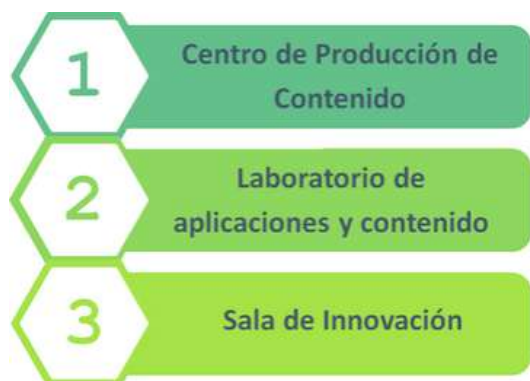 1
Centro de Producción de
Contenido
2
Laboratorio de
aplicaciones y contenido
3
Sala de Innovación